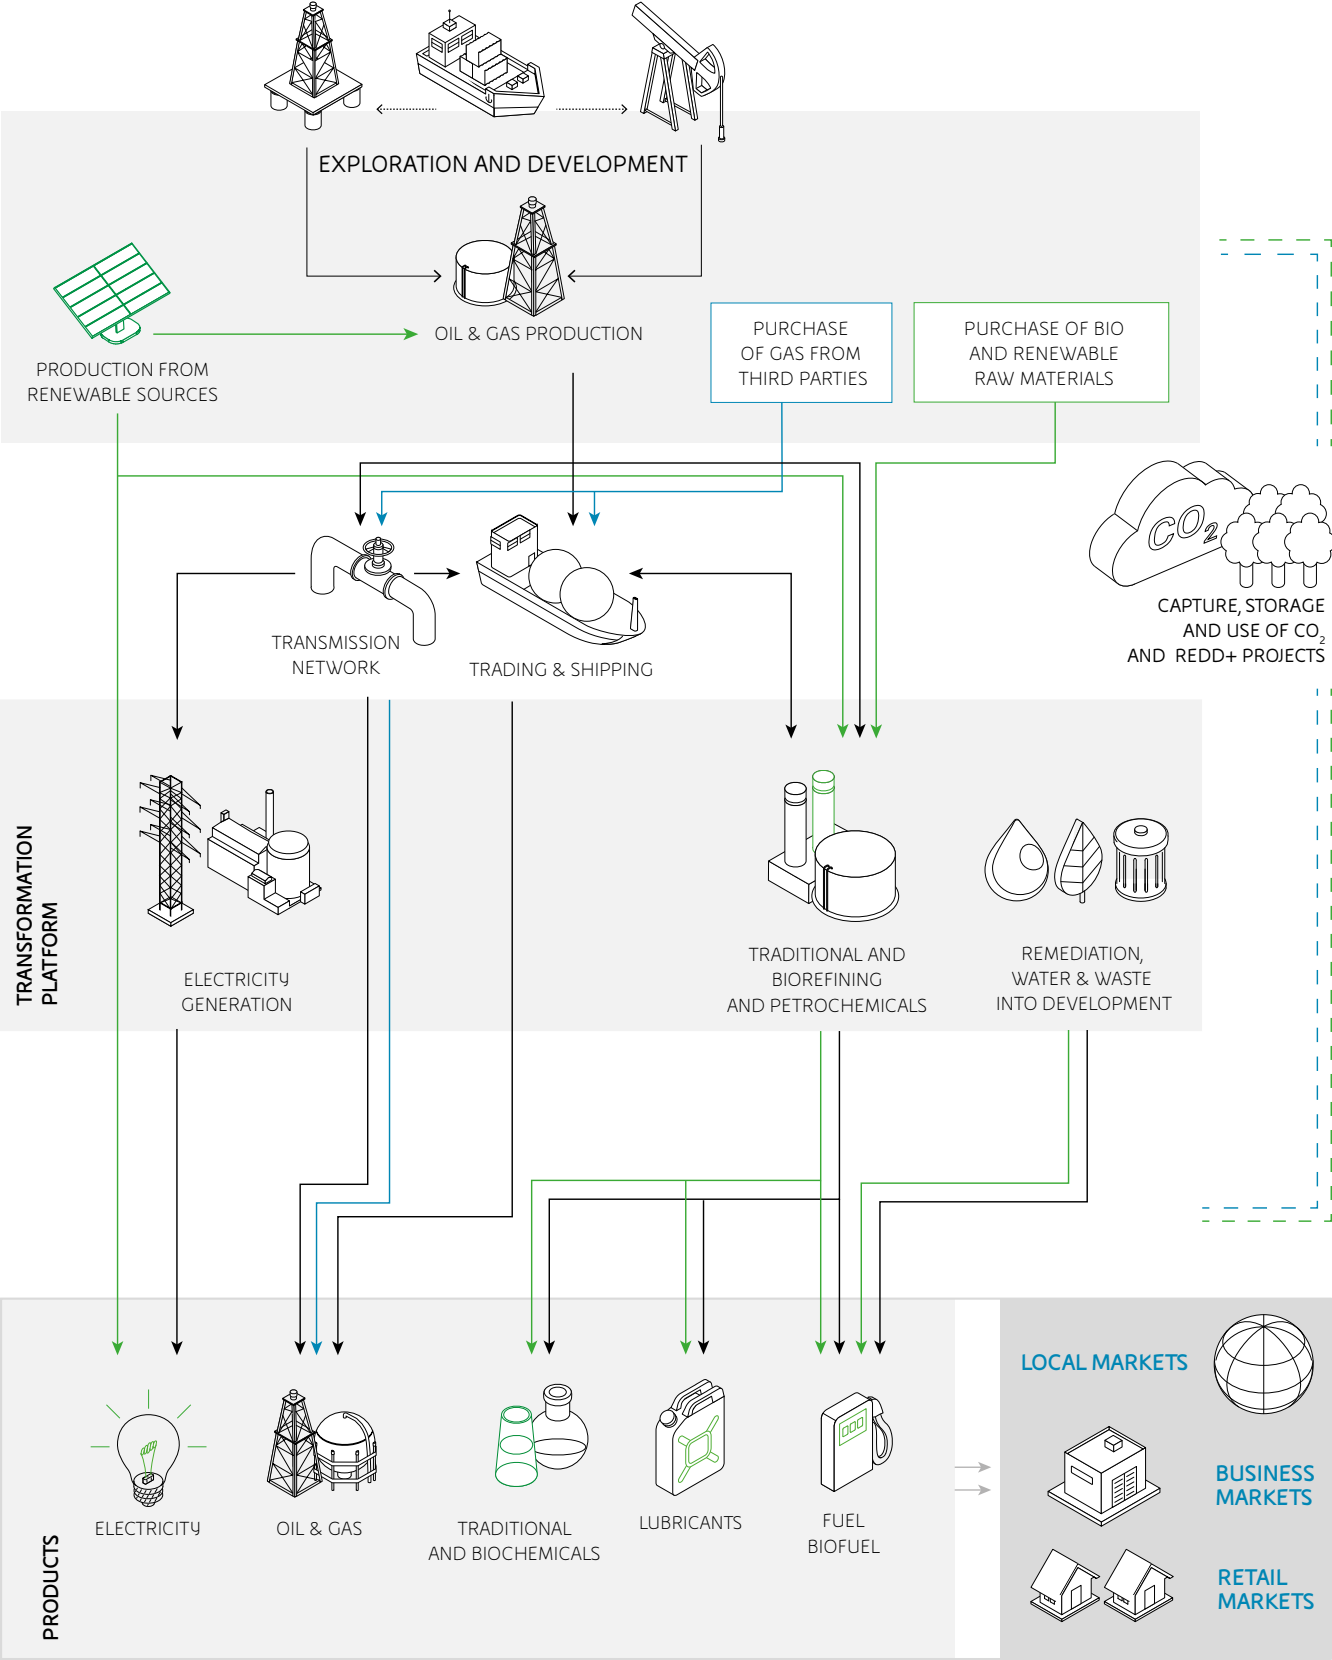 EXPLORATION AND DEVELOPMENT
OIL & GAS PRODUCTION
PRODUCTION FROM
RENEWABLE SOURCES
PURCHASE
OF GAS FROM
THIRD PARTIES
PURCHASE OF BIO
AND RENEWABLE
RAW MATERIALS
CO2
CAPTURE, STORAGE
AND USE OF CO2
AND REDD+ PROJECTS
TRANSMISSION
NETWORK
TRADING & SHIPPING
TRANSFORMATION
PLATFORM
ELECTRICITY
GENERATION
TRADITIONAL AND
BIOREFINING
AND PETROCHEMICALS
REMEDIATION,
WATER & WASTE
INTO DEVELOPMENT
PRODUCTS
ELECTRICITY
OIL & GAS
TRADITIONAL
AND BIOCHEMICALS
LUBRICANTS
FUEL
BIOFUEL
LOCAL MARKETS
BUSINESS
MARKETS
RETAIL
MARKETS